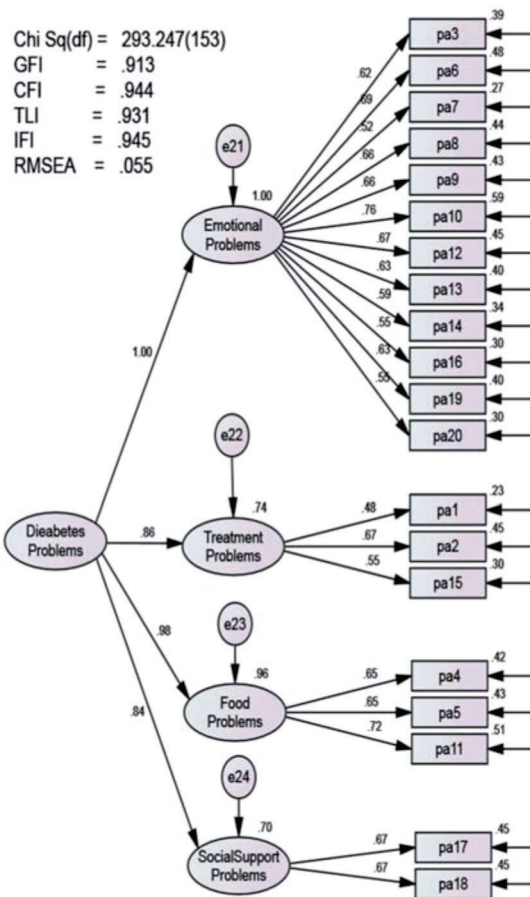 Chi Sq(df) = 293.247(153)
GFI = .913
CFI = .944
TLI = .931
IFI = .945
RMSEA = .055
e21
1.00
Emotional
Problems
.62
.69
.52
.66
.66
.76
.67
.63
.59
.55
.63
.55
.39
pa3
.48
pa6
.27
pa7
.44
pa8
.43
pa9
.59
pa10
.45
pa12
.40
pa13
.34
pa14
.30
pa16
.40
pa19
.30
pa20
1.00
e22
.74
Treatment
Problems
.48
.67
.55
.23
pa1
.45
pa2
.30
pa15
Dieabetes
Problems
.86
.98
.84
e23
.96
Food
Problems
.65
.65
.72
.42
pa4
.43
pa5
.51
pa11
e24
.70
SocialSupport
Problems
.67
.67
.45
pa17
.45
pa18